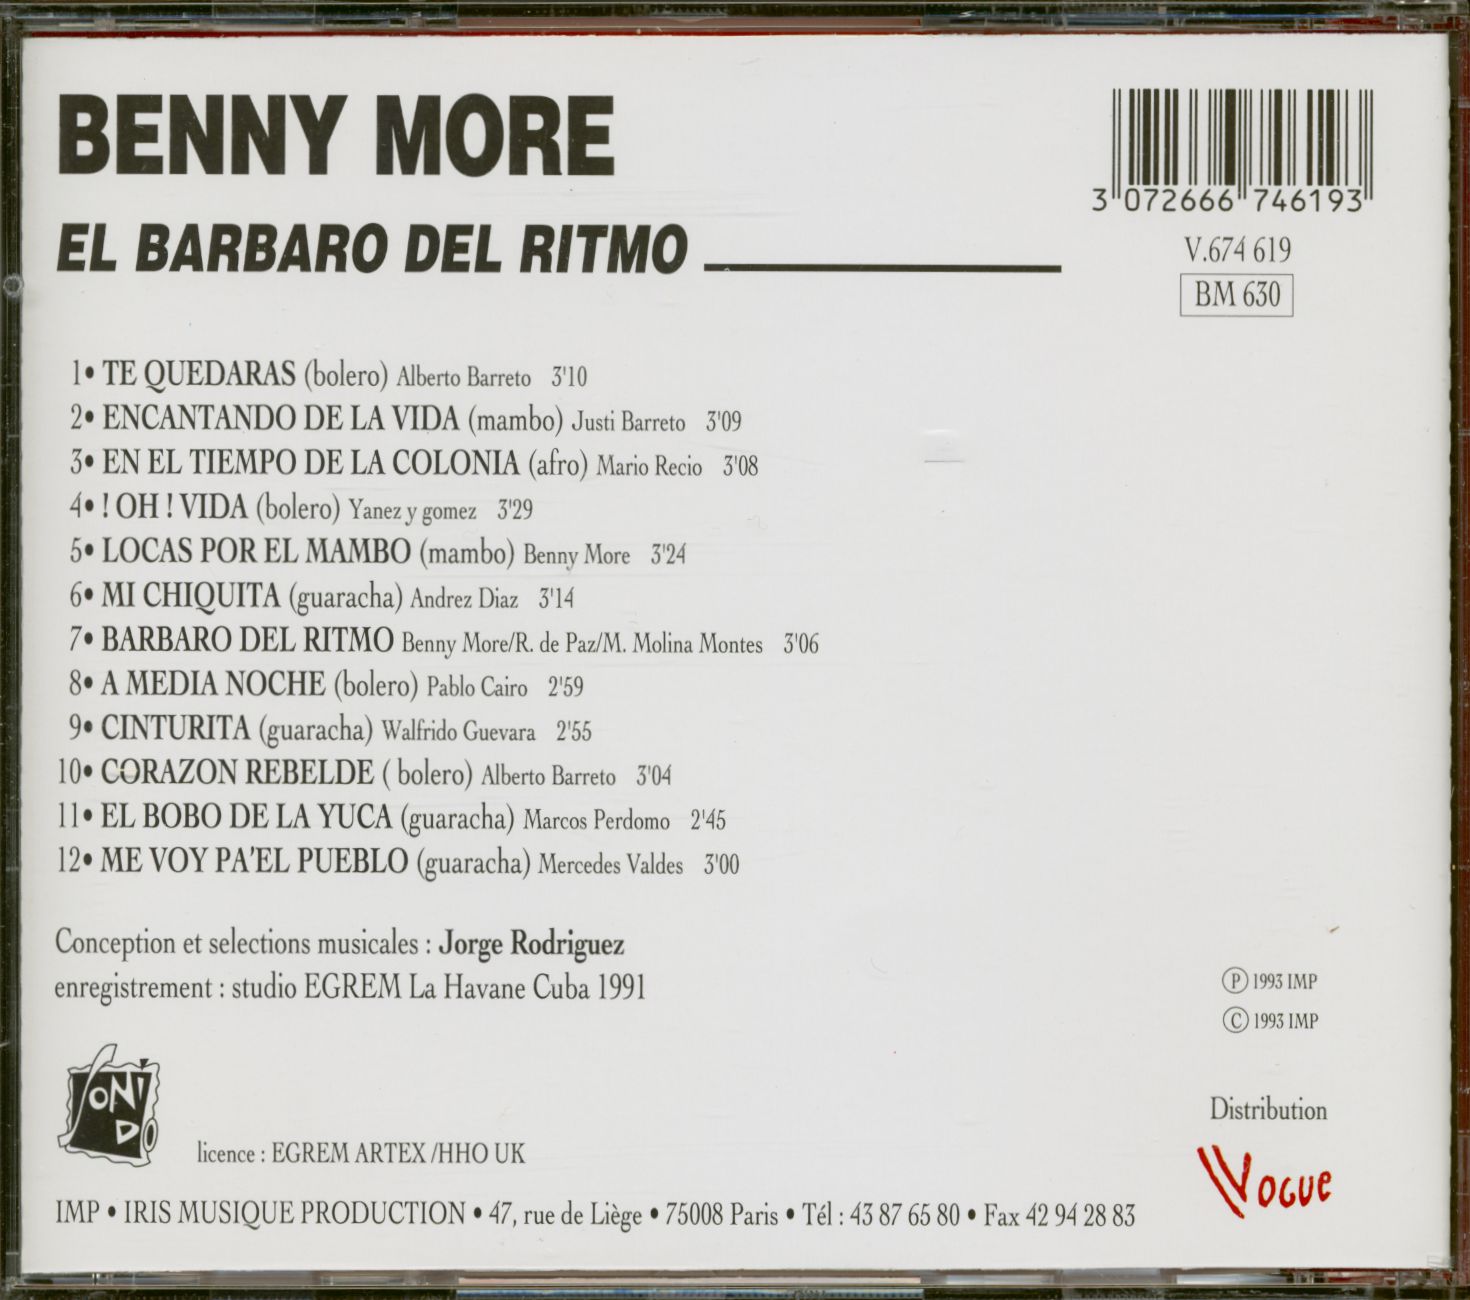 BENNY MORE
EL BARBARO DEL RITMO
3 072666 746193
V.674 619
BM 630
1• TE QUEDARAS (bolero) Alberto Barreto 3'10
2• ENCANTANDO DE LA VIDA (mambo) Justi Barreto 3'09
3• EN EL TIEMPO DE LA COLONIA (afro) Mario Recio 3'08
4• ! OH ! VIDA (bolero) Yanez y gomez 3'29
5• LOCAS POR EL MAMBO (mambo) Benny More 3'24
6• MI CHIQUITA (guaracha) Andrez Diaz 3'14
7• BARBARO DEL RITMO Benny More/R. de Paz/M. Molina Montes 3'06
8• A MEDIA NOCHE (bolero) Pablo Cairo 2'59
9• CINTURITA (guaracha) Walfrido Guevara 2'55
10• CORAZON REBELDE ( bolero) Alberto Barreto 3'04
11• EL BOBO DE LA YUCA (guaracha) Marcos Perdomo 2'45
12• ME VOY PA'EL PUEBLO (guaracha) Mercedes Valdes 3'00
Conception et selections musicales : Jorge Rodriguez
enregistrement : studio EGREM La Havane Cuba 1991
Ⓟ 1993 IMP
Ⓒ 1993 IMP
SONI
DO
licence : EGREM ARTEX /HHO UK
Distribution
VOGUE
IMP • IRIS MUSIQUE PRODUCTION • 47, rue de Liège • 75008 Paris • Tél : 43 87 65 80 • Fax 42 94 28 83